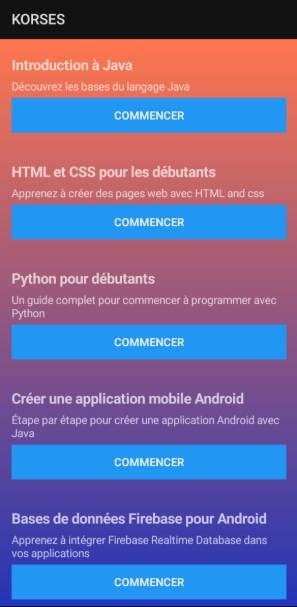 KORSES
Introduction à Java
Découvrez les bases du langage Java
COMMENCER
HTML et CSS pour les débutants
Apprenez à créer des pages web avec HTML and css
COMMENCER
Python pour débutants
Un guide complet pour commencer à programmer avec
Python
COMMENCER
Créer une application mobile Android
Étape par étape pour créer une application Android avec
Java
COMMENCER
Bases de données Firebase pour Android
Apprenez à intégrer Firebase Realtime Database dans
vos applications
COMMENCER